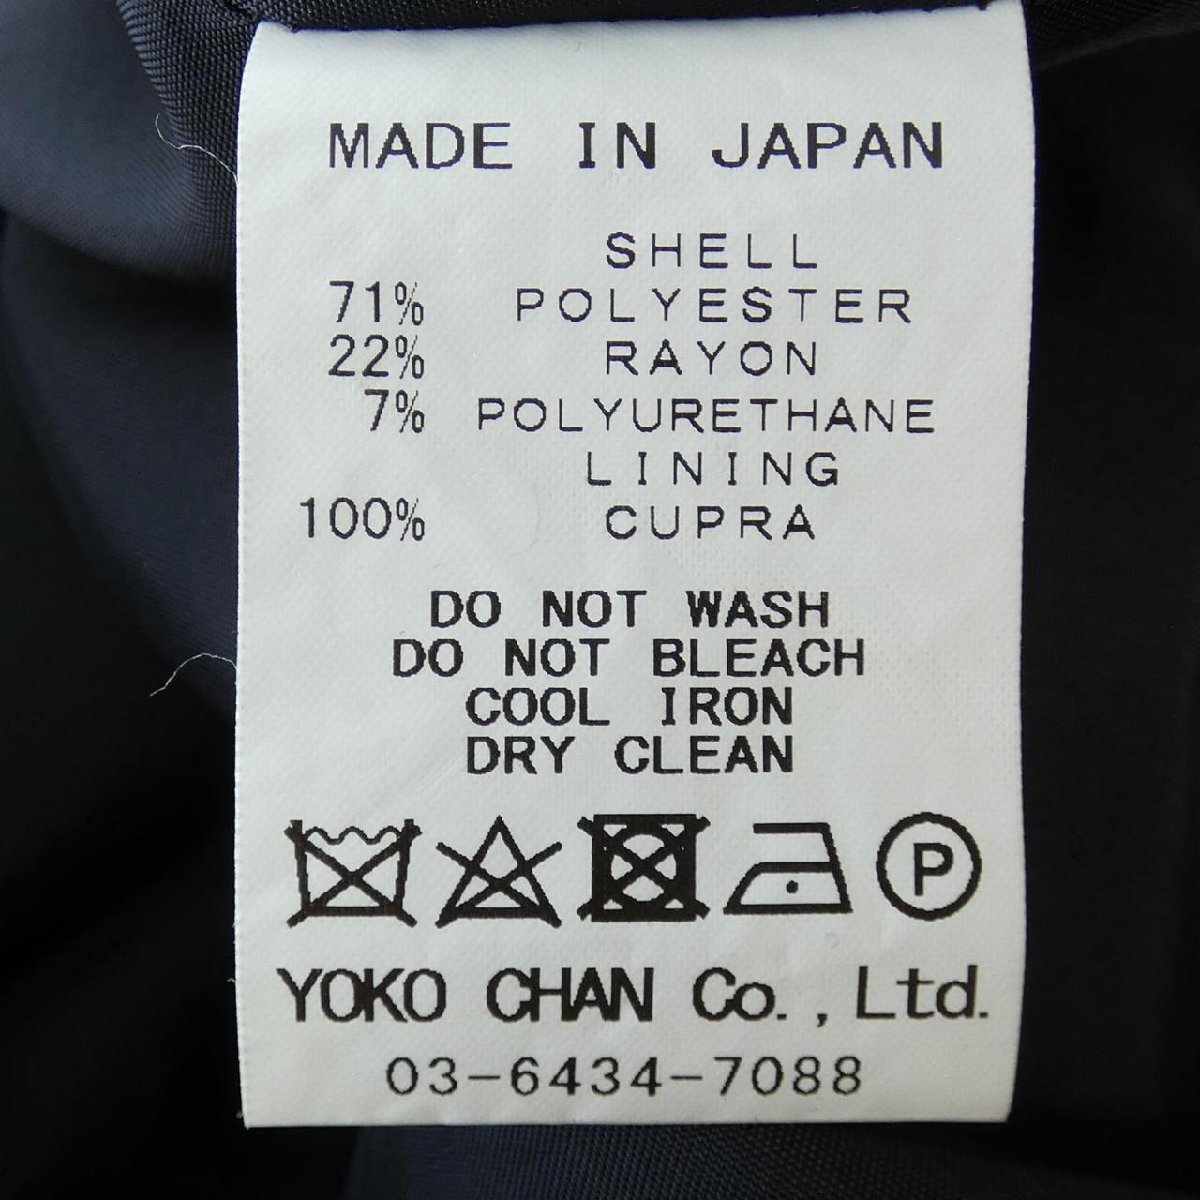 MADE IN JAPAN
SHELL
71% POLYESTER
22% RAYON
7% POLYURETHANE
LINING
100% CUPRA
DO NOT WASH
DO NOT BLEACH
COOL IRON
DRY CLEAN
P
YOKO CHAN Co., Ltd.
03-6434-7088